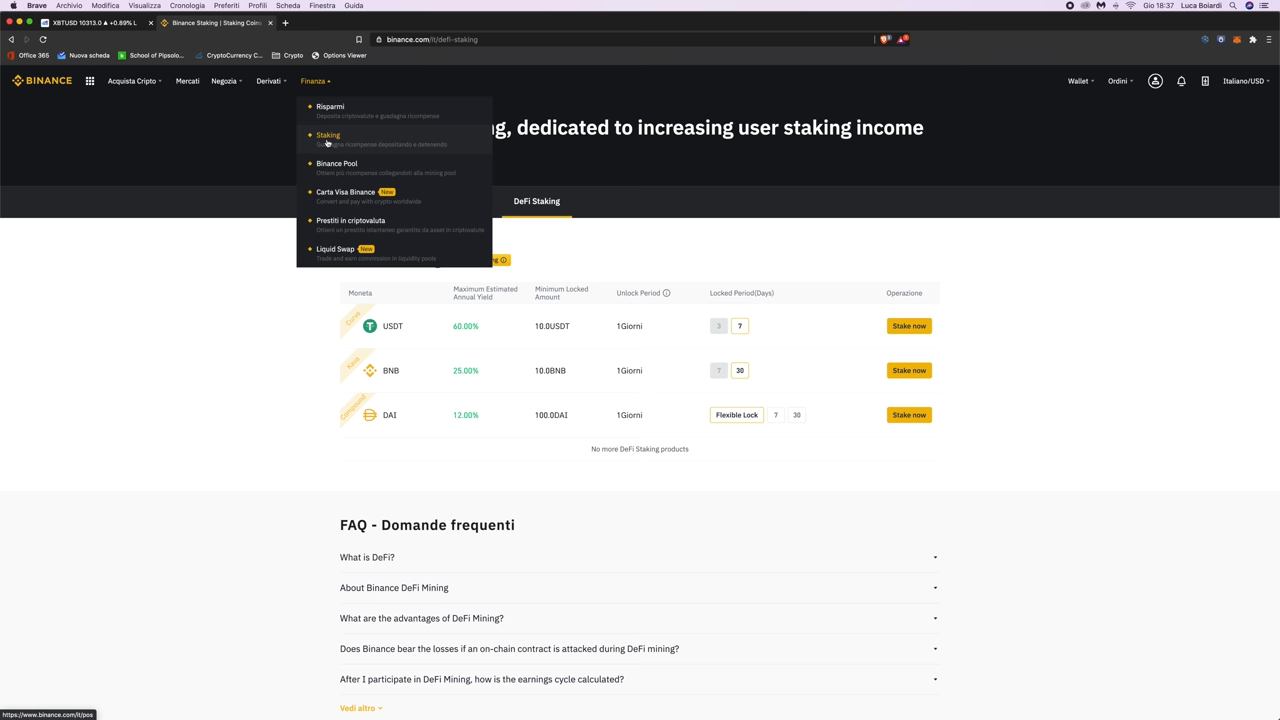 Brave Archivio Modifica Visualizza Cronologia Preferiti Profili Scheda Finestra Guida
Gio 18:37 Luca Boiardi
XBTUSD 10313.0 ▲ +0.89% L
Binance Staking | Staking Coins
binance.com/it/defi-staking
Office 365 Nuova scheda School of Pipsolo... CryptoCurrency C... Crypto Options Viewer
BINANCE Acquista Cripto Mercati Negozia Derivati Finanza Wallet Ordini Italiano/USD
Risparmi
Deposita criptovalute e guadagna ricompense
Staking
ricompense depositando e detenendo
Binance Pool
Ottieni più ricompense collegandoti alla mining pool
Carta Visa Binance New
Convert and pay with crypto worldwide
Prestiti in criptovaluta
Ottieni un prestito istantaneo garantito da asset in criptovalute
Liquid Swap New
Trade and earn commission in liquidity pools
g, dedicated to increasing user staking income
DeFi Staking
Moneta Maximum Estimated Annual Yield Minimum Locked Amount Unlock Period Locked Period(Days) Operazione
Curve USDT 60.00% 10.0USDT 1Giorni 3 7 Stake now
Kava BNB 25.00% 10.0BNB 1Giorni 7 30 Stake now
Compound DAI 12.00% 100.0DAI 1Giorni Flexible Lock 7 30 Stake now
No more DeFi Staking products
FAQ - Domande frequenti
What is DeFi?
About Binance DeFi Mining
What are the advantages of DeFi Mining?
Does Binance bear the losses if an on-chain contract is attacked during DeFi mining?
After I participate in DeFi Mining, how is the earnings cycle calculated?
Vedi altro
https://www.binance.com/it/pos